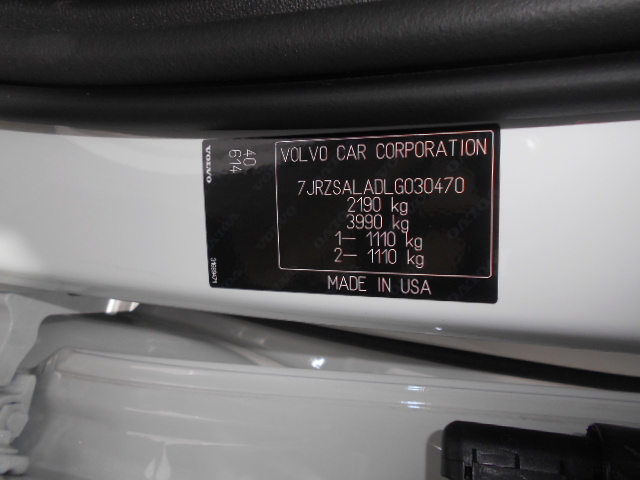 VOLVO CAR CORPORATION
7JRZSALADLG030470
2190 kg
3990 kg
1– 1110 kg
2– 1110 kg
MADE IN USA
40
614
VOLVO